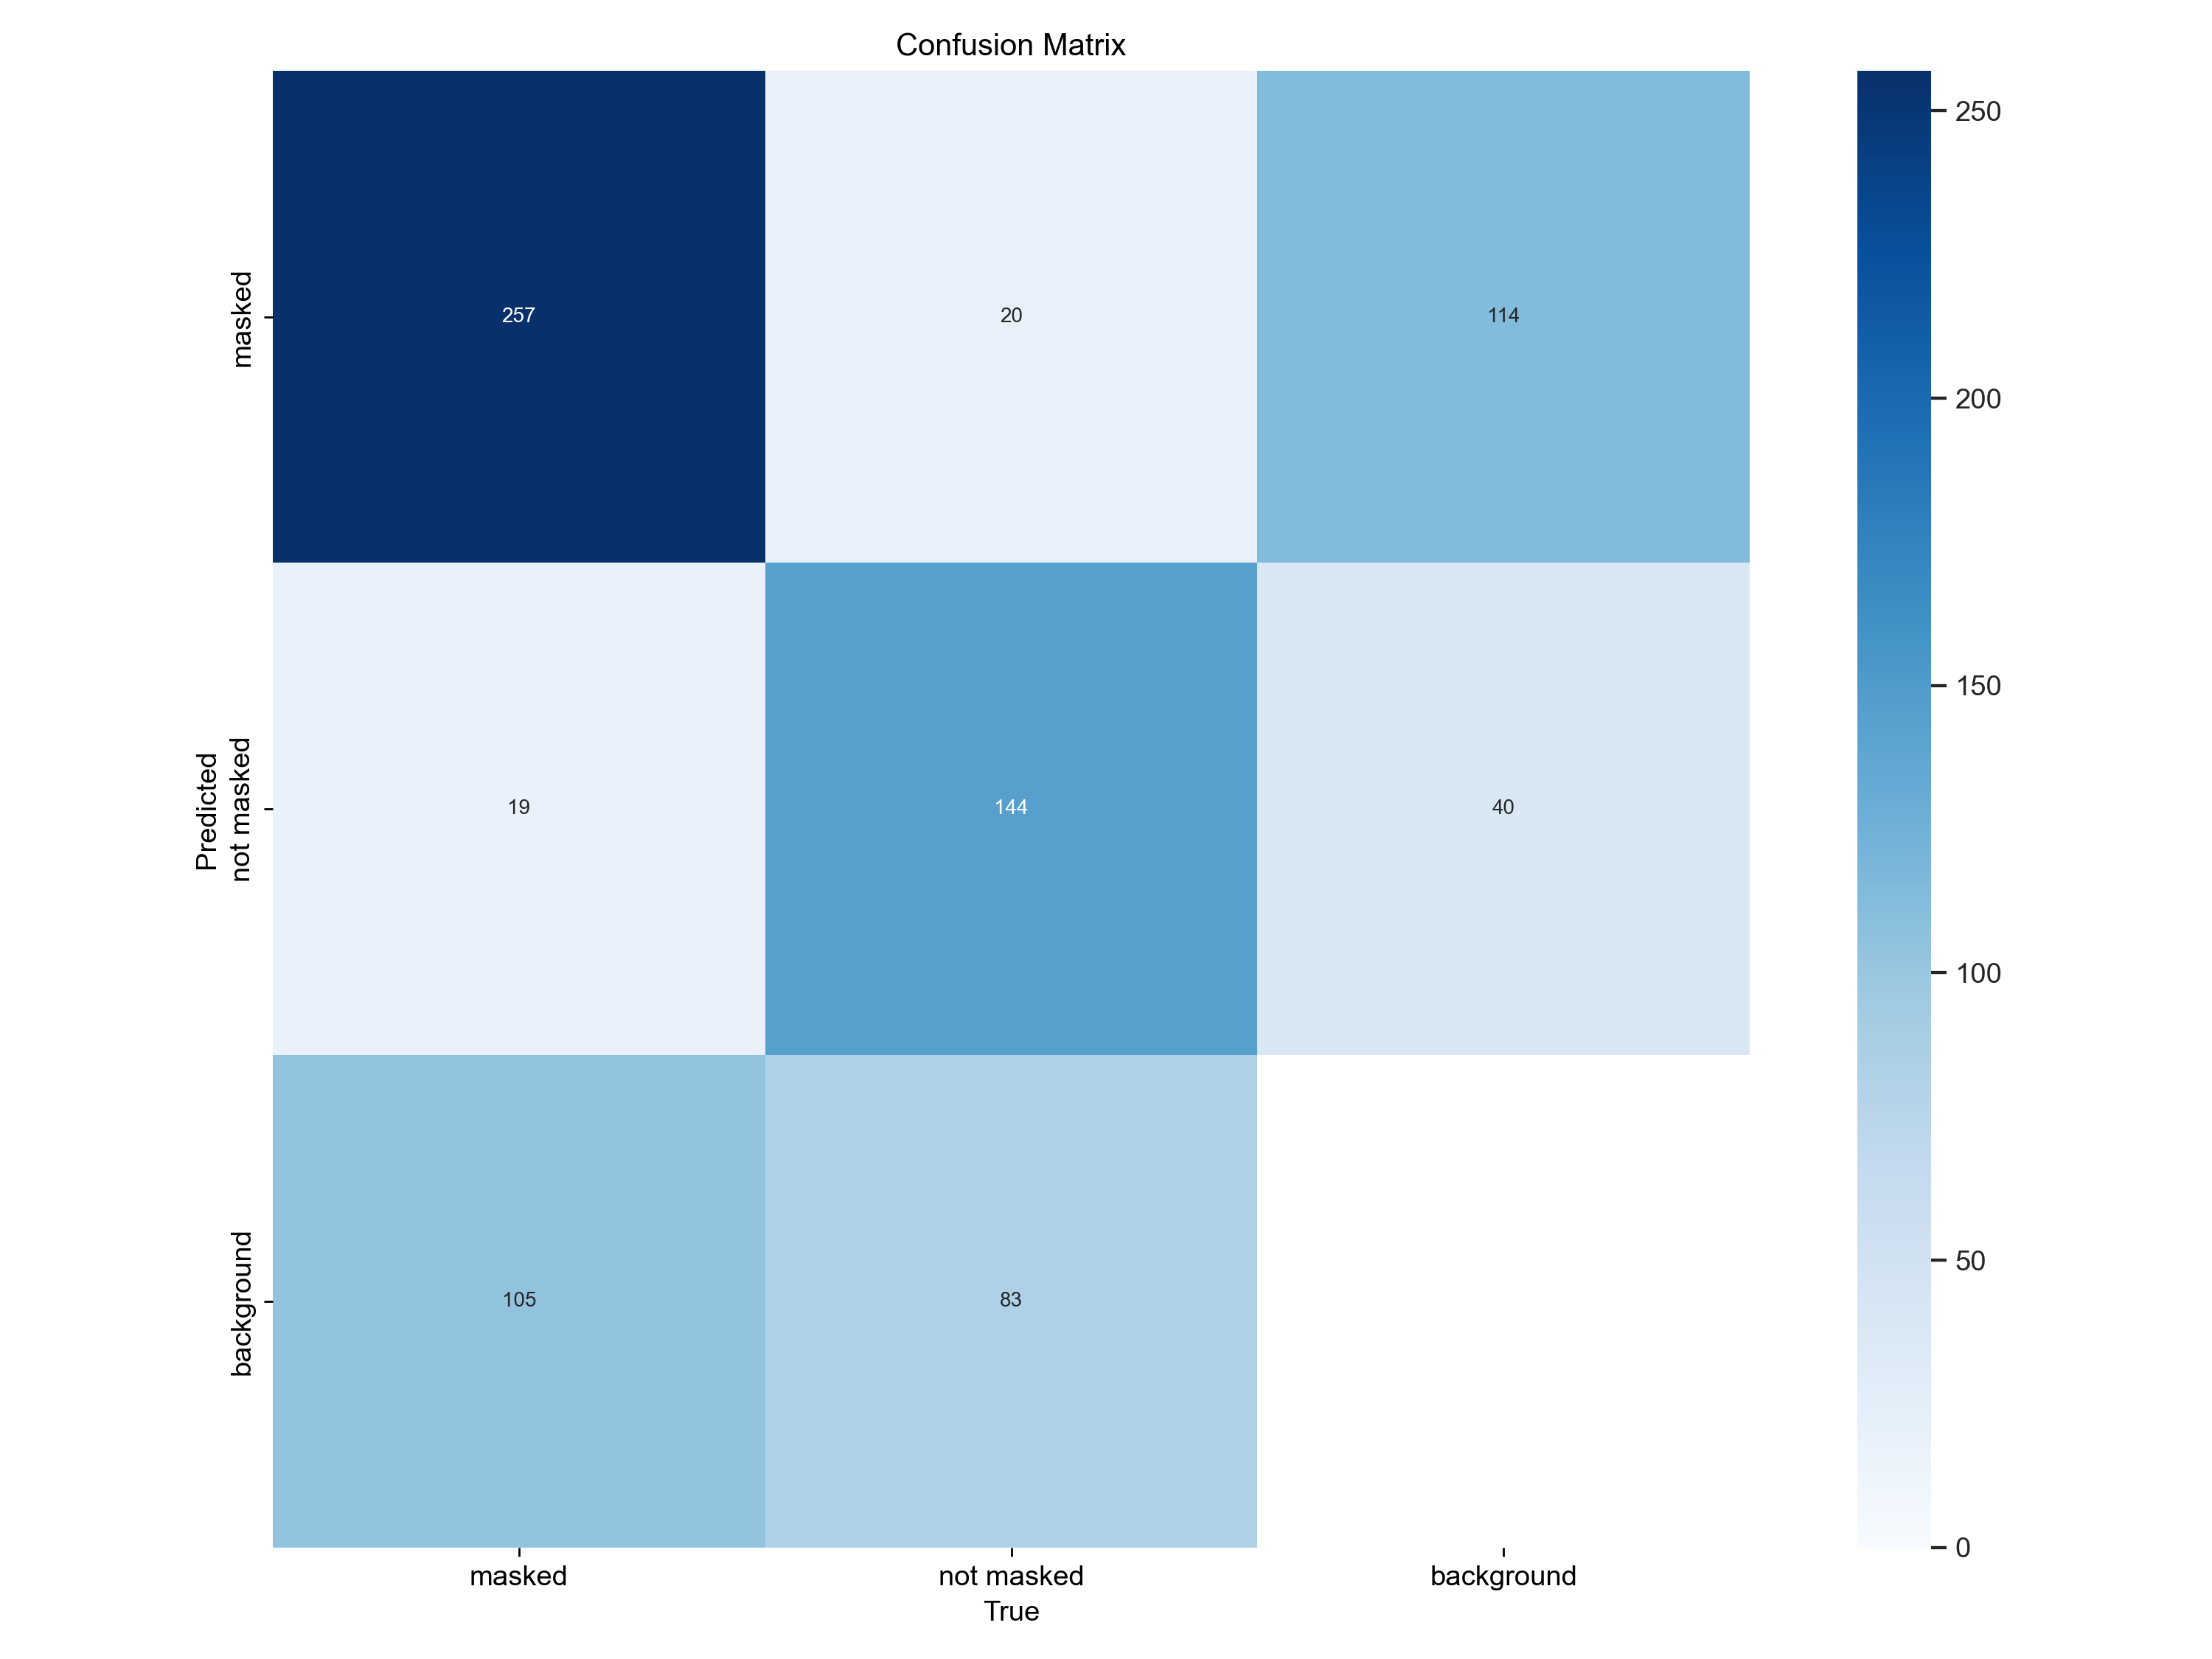 Confusion Matrix
masked
257
20
114
250
200
Predicted
not masked
19
144
40
150
100
background
105
83
50
0
masked
not masked
background
True